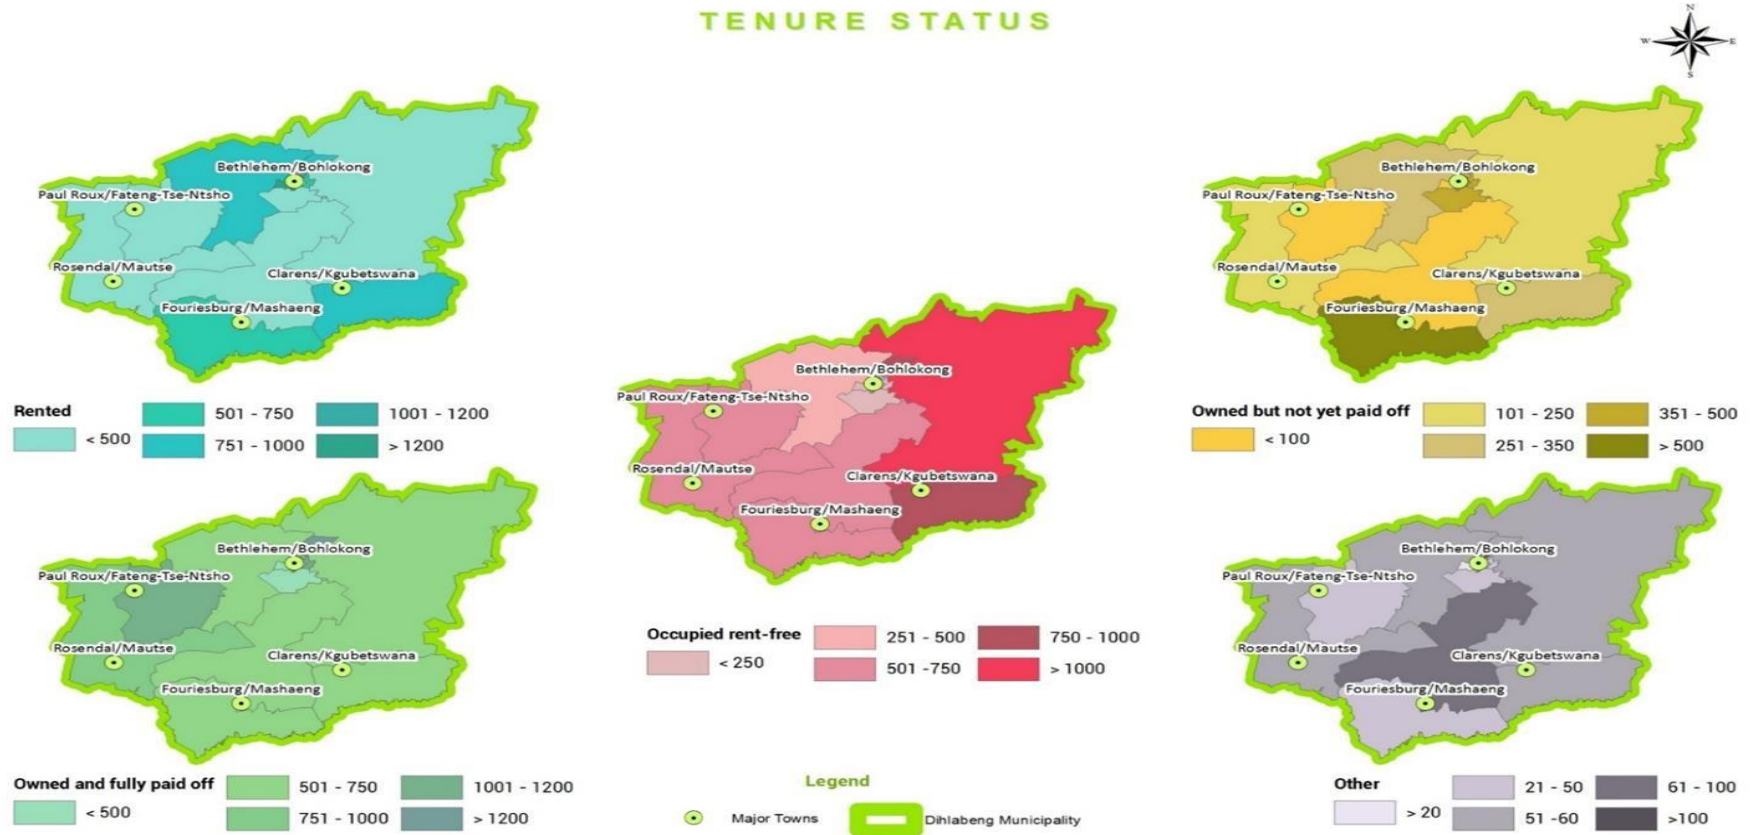 TENURE STATUS
N
W E
S
Bethlehem/Bohlokong
Paul Roux/Fateng-Tse-Ntsho
Rosendal/Mautse
Clarens/Kgubetswana
Fouriesburg/Mashaeng
Rented
< 500
501 - 750
751 - 1000
1001 - 1200
> 1200
Bethlehem/Bohlokong
Paul Roux/Fateng-Tse-Ntsho
Rosendal/Mautse
Clarens/Kgubetswana
Fouriesburg/Mashaeng
Owned but not yet paid off
< 100
101 - 250
251 - 350
351 - 500
> 500
Bethlehem/Bohlokong
Paul Roux/Fateng-Tse-Ntsho
Rosendal/Mautse
Clarens/Kgubetswana
Fouriesburg/Mashaeng
Occupied rent-free
< 250
251 - 500
501 -750
750 - 1000
> 1000
Bethlehem/Bohlokong
Paul Roux/Fateng-Tse-Ntsho
Rosendal/Mautse
Clarens/Kgubetswana
Fouriesburg/Mashaeng
Owned and fully paid off
< 500
501 - 750
751 - 1000
1001 - 1200
> 1200
Bethlehem/Bohlokong
Paul Roux/Fateng-Tse-Ntsho
Rosendal/Mautse
Clarens/Kgubetswana
Fouriesburg/Mashaeng
Other
> 20
21 - 50
51 -60
61 - 100
>100
Legend
Major Towns
Dihlabeng Municipality